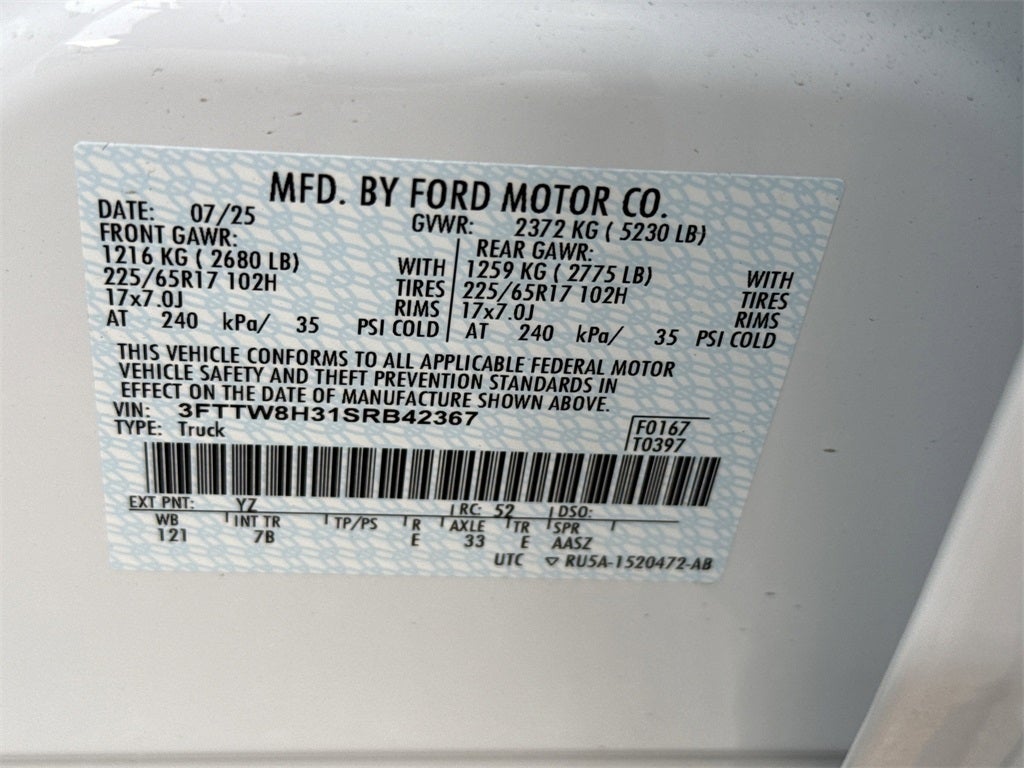 MFD. BY FORD MOTOR CO.
DATE: 07/25
GVWR: 2372 KG ( 5230 LB)
FRONT GAWR:
1216 KG ( 2680 LB) WITH
225/65R17 102H TIRES
17x7.0J RIMS
AT 240 kPa/ 35 PSI COLD
REAR GAWR:
1259 KG ( 2775 LB) WITH
225/65R17 102H TIRES
17x7.0J RIMS
AT 240 kPa/ 35 PSI COLD
THIS VEHICLE CONFORMS TO ALL APPLICABLE FEDERAL MOTOR
VEHICLE SAFETY AND THEFT PREVENTION STANDARDS IN
EFFECT ON THE DATE OF MANUFACTURE SHOWN ABOVE.
VIN: 3FTTW8H31SRB42367
TYPE: Truck
F0167
T0397
EXT PNT: YZ RC: 52 DSO:
WB INT TR TP/PS R AXLE TR SPR
121 7B E 33 E AASZ
UTC ▽ RU5A-1520472-AB